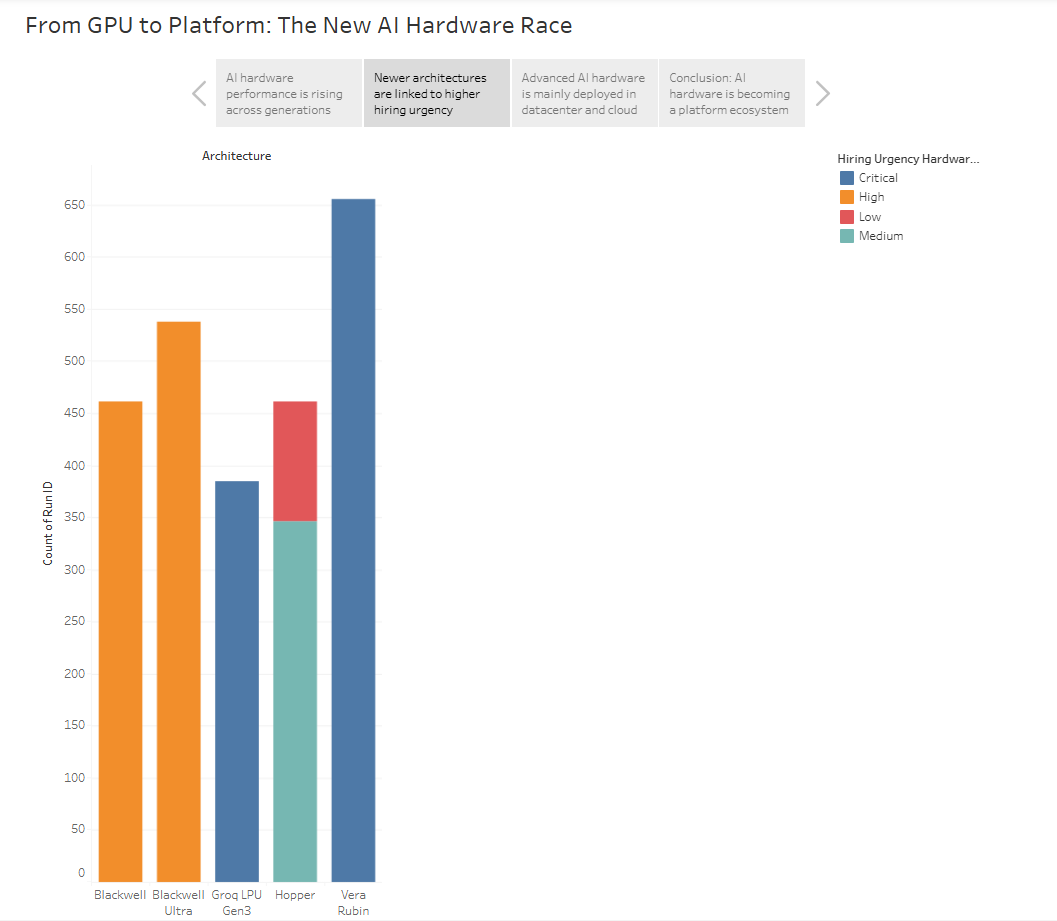 From GPU to Platform: The New AI Hardware Race
AI hardware
performance is rising
across generations
Newer architectures
are linked to higher
hiring urgency
Advanced AI hardware
is mainly deployed in
datacenter and cloud
Conclusion: AI
hardware is becoming
a platform ecosystem
Architecture
Hiring Urgency Hardwar...
Critical
High
Low
Medium
650
600
550
500
450
400
350
300
250
200
150
100
50
0
Count of Run ID
Blackwell
Blackwell
Ultra
Groq LPU
Gen3
Hopper
Vera
Rubin